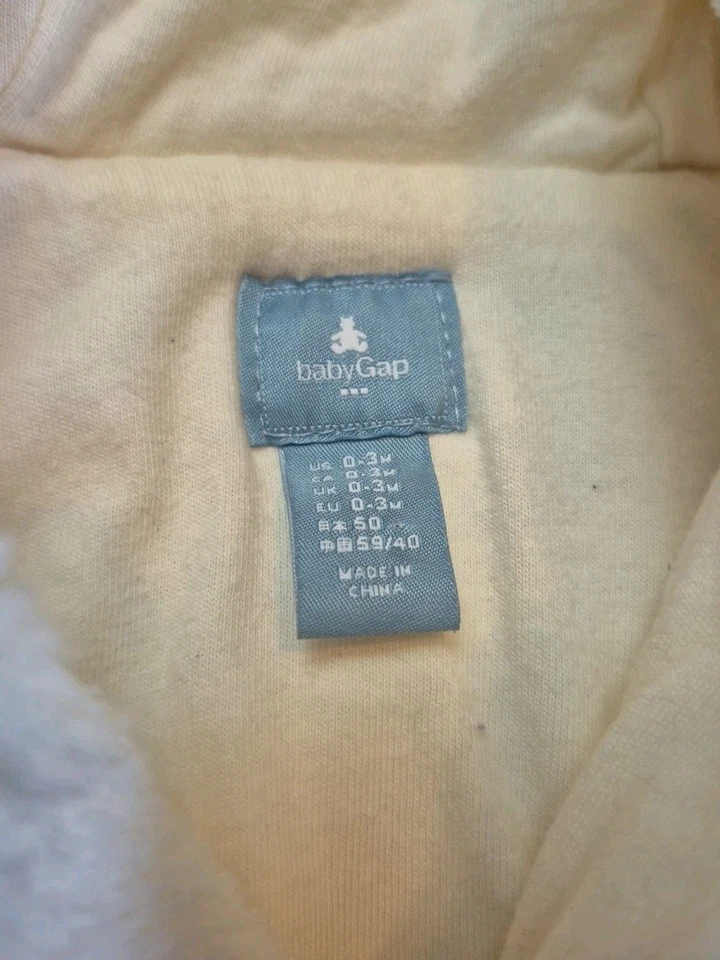 babyGap
US 0-3M
CA 0-3M
UK 0-3M
EU 0-3M
日本 50
中国 59/40
MADE IN
CHINA